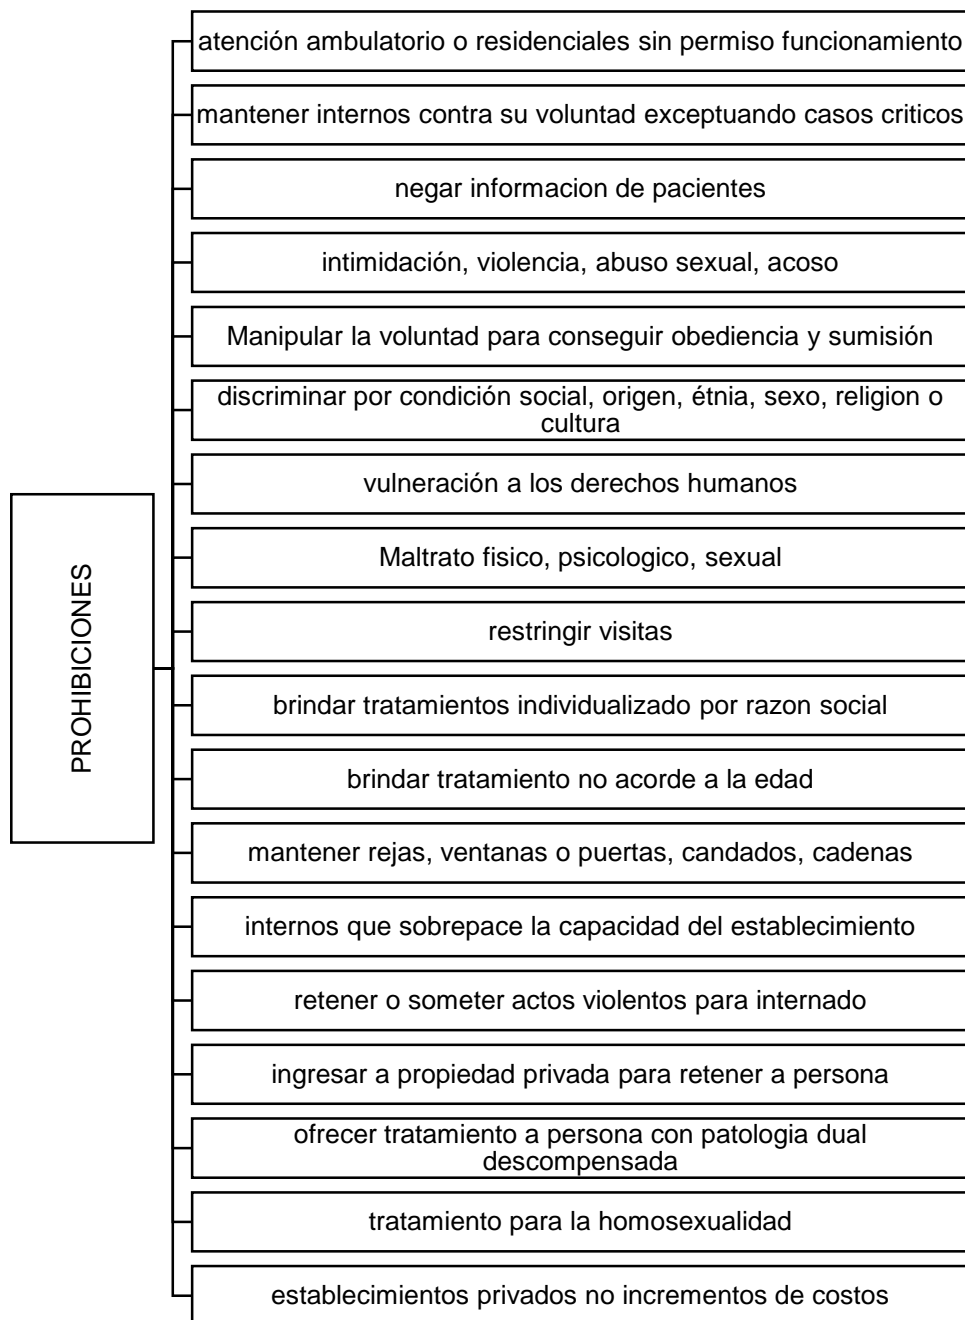 atención ambulatorio o residenciales sin permiso funcionamiento
mantener internos contra su voluntad exceptuando casos criticos
negar informacion de pacientes
intimidación, violencia, abuso sexual, acoso
Manipular la voluntad para conseguir obediencia y sumisión
discriminar por condición social, origen, étnia, sexo, religion o
cultura
vulneración a los derechos humanos
Maltrato fisico, psicologico, sexual
restringir visitas
PROHIBICIONES
brindar tratamientos individualizado por razon social
brindar tratamiento no acorde a la edad
mantener rejas, ventanas o puertas, candados, cadenas
internos que sobrepace la capacidad del establecimiento
retener o someter actos violentos para internado
ingresar a propiedad privada para retener a persona
ofrecer tratamiento a persona con patologia dual
descompensada
tratamiento para la homosexualidad
establecimientos privados no incrementos de costos